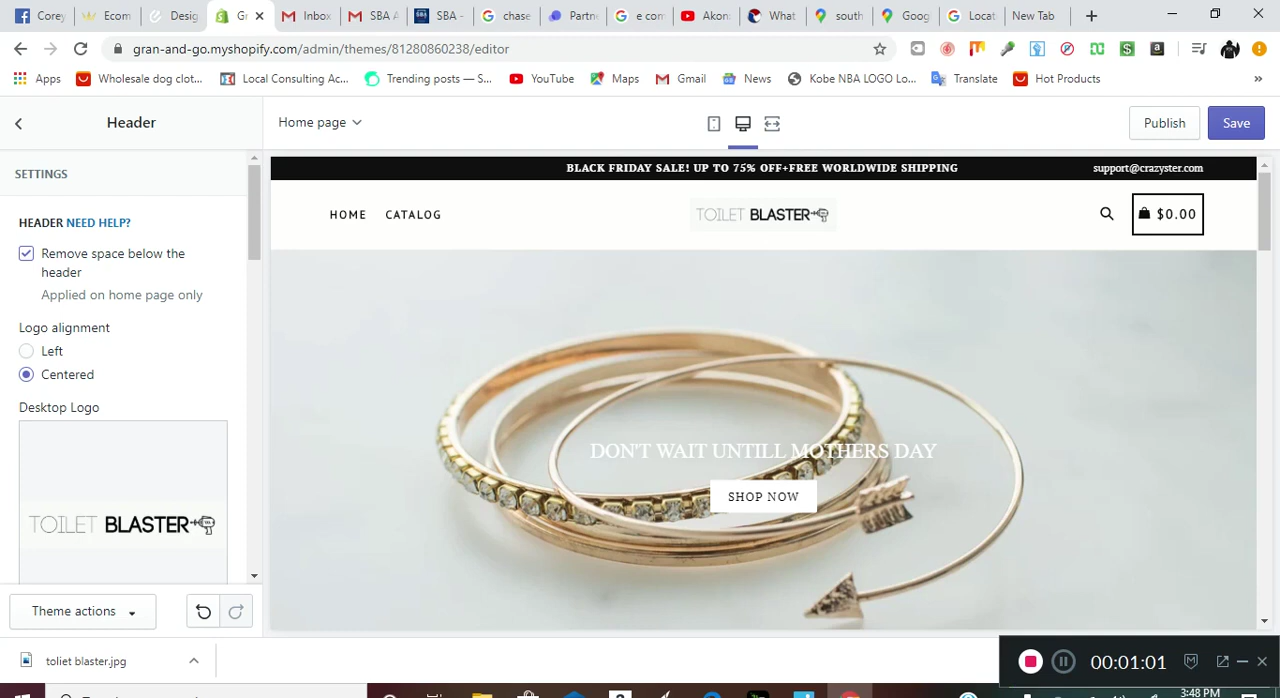 Corey
Ecom
Desig
Gr
Inbox
SBA A
SBA -
chase
Partne
e com
Akon
What
south
Goog
Locat
New Tab
gran-and-go.myshopify.com/admin/themes/81280860238/editor
Apps
Wholesale dog clot...
Local Consulting Ac...
Trending posts — S...
YouTube
Maps
Gmail
News
Kobe NBA LOGO Lo...
Translate
Hot Products
Header
Home page
Publish
Save
SETTINGS
BLACK FRIDAY SALE! UP TO 75% OFF+FREE WORLDWIDE SHIPPING
support@crazyster.com
HEADER NEED HELP?
HOME
CATALOG
TOILET BLASTER
$0.00
Remove space below the
header
Applied on home page only
Logo alignment
Left
Centered
Desktop Logo
TOILET BLASTER
DON'T WAIT UNTILL MOTHERS DAY
SHOP NOW
Theme actions
toliet blaster.jpg
00:01:01
3:48 PM